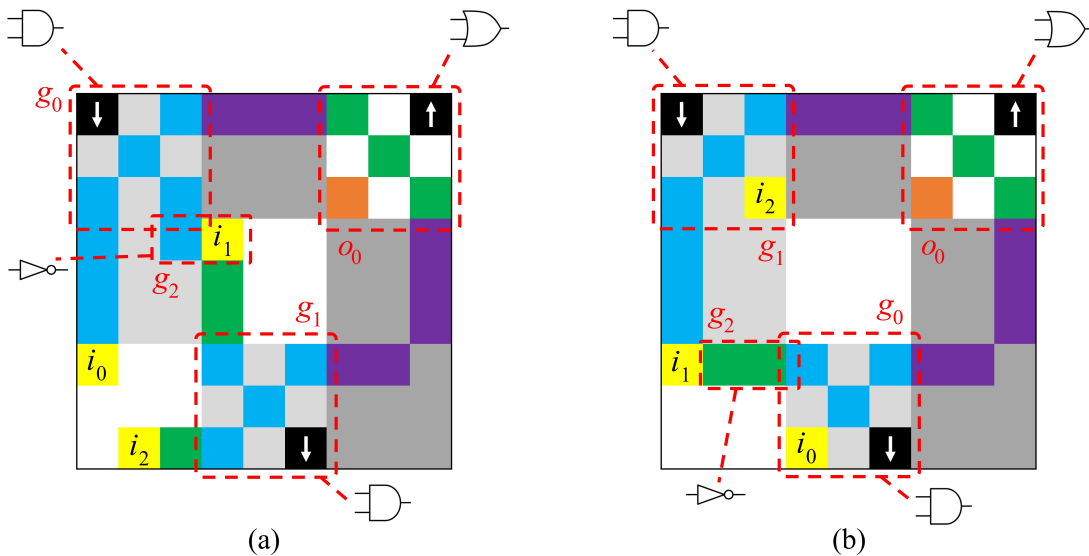 g₀
i₁
o₀
g₂
g₁
i₀
i₂
(a)
i₂
g₁
o₀
g₂
g₀
i₁
i₀
(b)